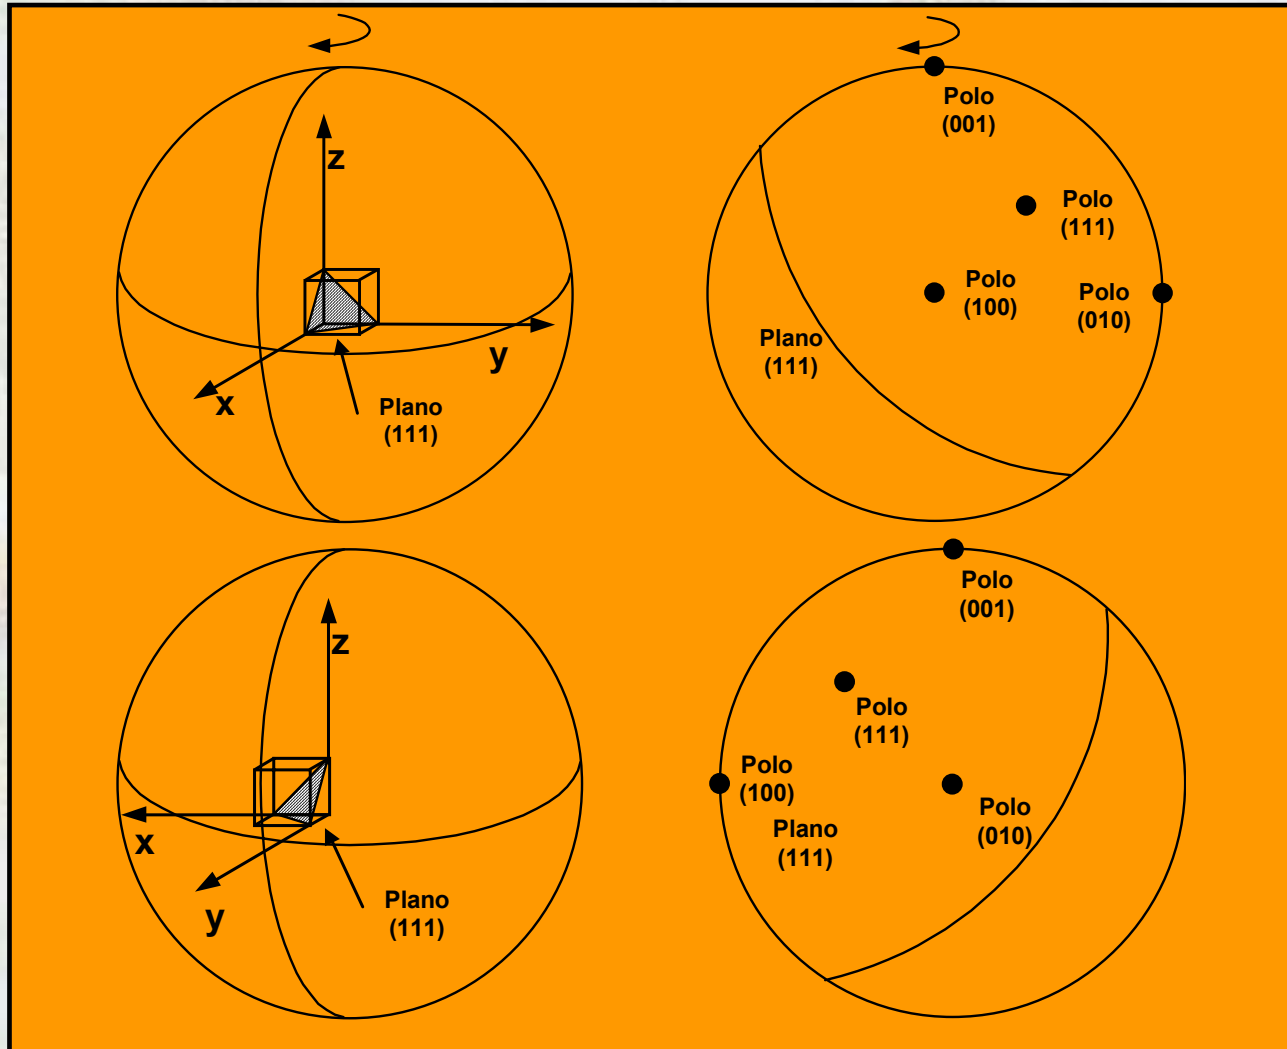 z
x
y
Plano
(111)
Polo
(001)
Polo
(111)
Polo
(100)
Polo
(010)
Plano
(111)
z
x
y
Plano
(111)
Polo
(001)
Polo
(111)
Polo
(100)
Polo
(010)
Plano
(111)